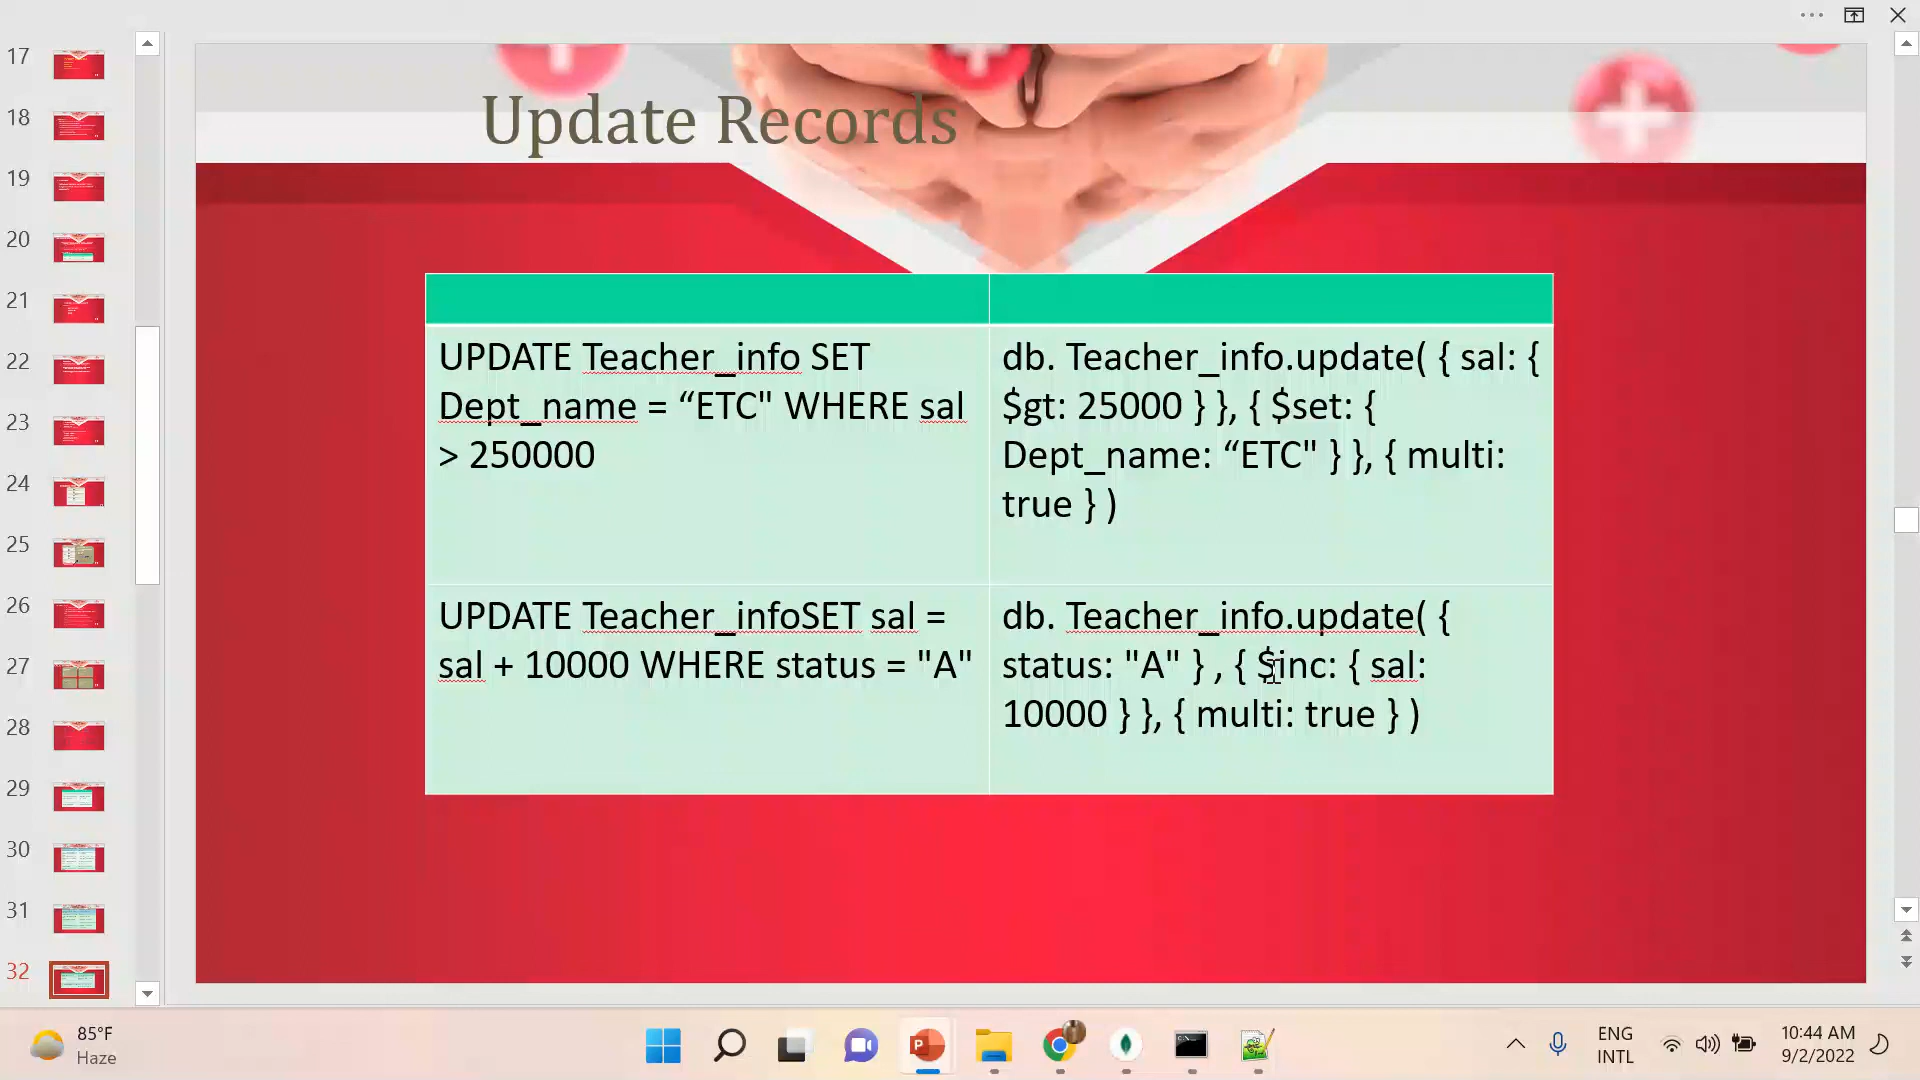 Update Records
UPDATE Teacher_info SET
Dept_name = “ETC" WHERE sal
> 250000
db. Teacher_info.update( { sal: {
$gt: 25000 } }, { $set: {
Dept_name: “ETC" } }, { multi:
true } )
UPDATE Teacher_infoSET sal =
sal + 10000 WHERE status = "A"
db. Teacher_info.update( {
status: "A" } , { $inc: { sal:
10000 } }, { multi: true } )
17
18
19
20
21
22
23
24
25
26
27
28
29
30
31
32
85°F
Haze
ENG
INTL
10:44 AM
9/2/2022